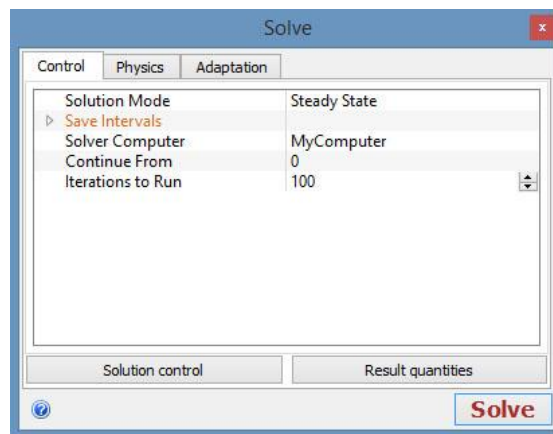 Solve
x
Control Physics Adaptation
Solution Mode Steady State
Save Intervals
Solver Computer MyComputer
Continue From 0
Iterations to Run 100
Solution control Result quantities
? Solve